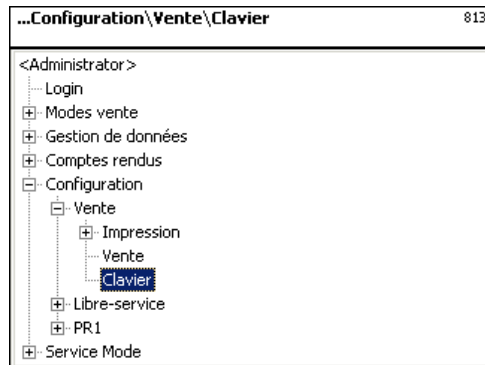 ...Configuration\Vente\Clavier 813
<Administrator>
Login
Modes vente
Gestion de données
Comptes rendus
Configuration
Vente
Impression
Vente
Clavier
Libre-service
PR1
Service Mode